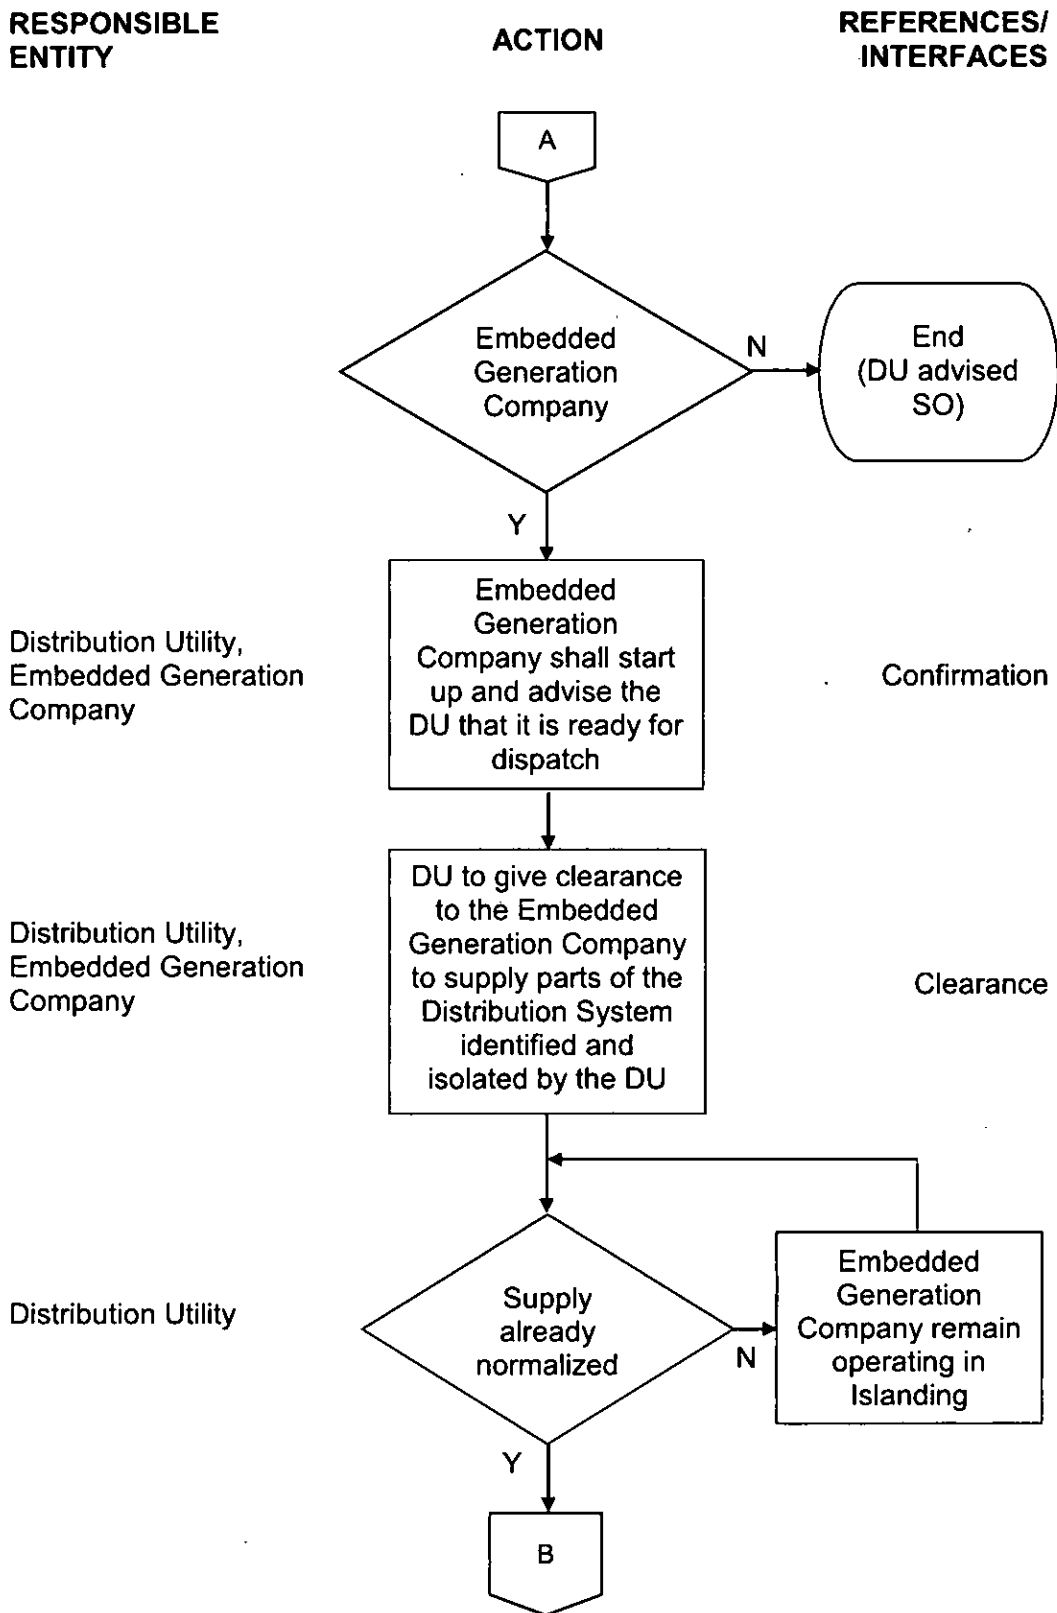 RESPONSIBLE
ENTITY
ACTION
REFERENCES/
INTERFACES
A
Embedded
Generation
Company
N
End
(DU advised
SO)
Y
Distribution Utility,
Embedded Generation
Company
Embedded
Generation
Company shall start
up and advise the
DU that it is ready for
dispatch
Confirmation
Distribution Utility,
Embedded Generation
Company
DU to give clearance
to the Embedded
Generation Company
to supply parts of the
Distribution System
identified and
isolated by the DU
Clearance
Distribution Utility
Supply
already
normalized
N
Embedded
Generation
Company remain
operating in
Islanding
Y
B